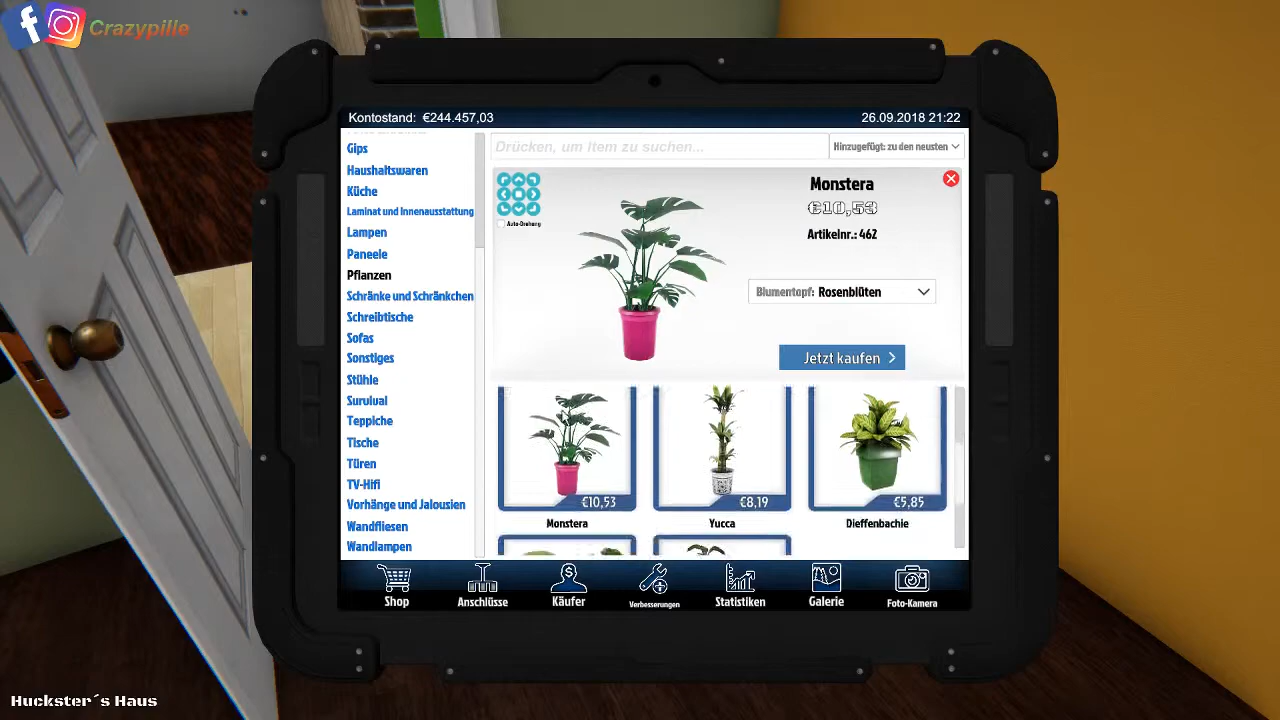 Crazypille
Kontostand: €244.457,03
26.09.2018 21:22
Gips
Haushaltswaren
Küche
Laminat und Innenausstattung
Lampen
Paneele
Pflanzen
Schränke und Schränkchen
Schreibtische
Sofas
Sonstiges
Stühle
Survival
Teppiche
Tische
Türen
TV-Hifi
Vorhänge und Jalousien
Wandfliesen
Wandlampen
Drücken, um Item zu suchen...
Hinzugefügt: zu den neusten
Auto-Drehung
Monstera
€10,53
Artikelnr.: 462
Blumentopf: Rosenblüten
Jetzt kaufen
€10,53
€8,19
€5,85
Monstera
Yucca
Dieffenbachie
Shop
Anschlüsse
Käufer
Verbesserungen
Statistiken
Galerie
Foto-Kamera
Huckster´s Haus